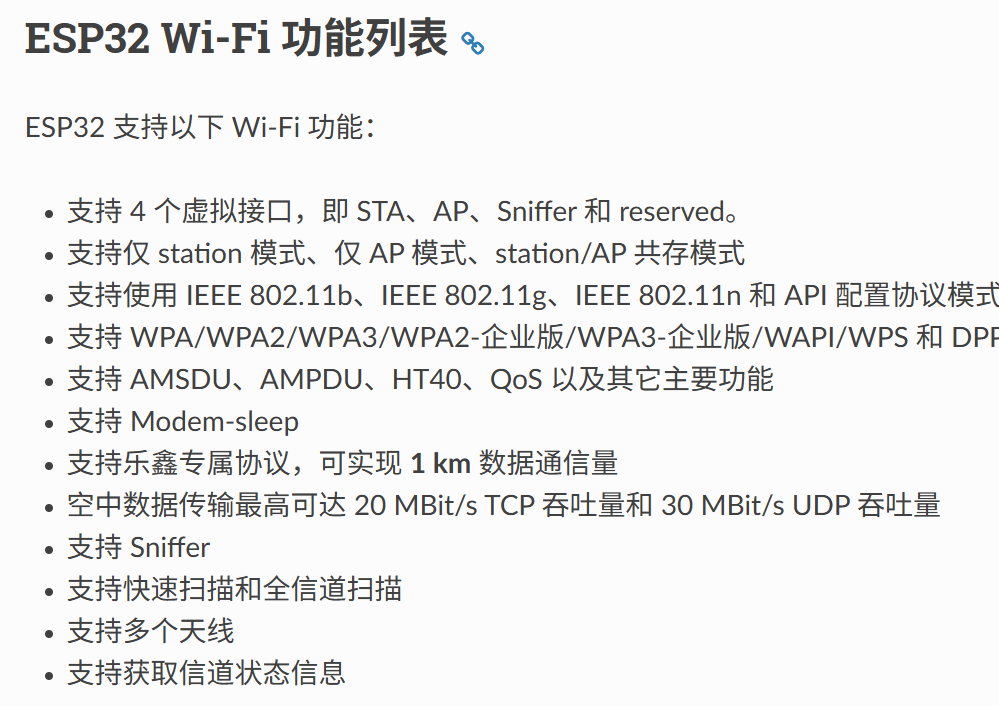 ESP32 Wi-Fi 功能列表
ESP32 支持以下 Wi-Fi 功能：
支持 4 个虚拟接口，即 STA、AP、Sniffer 和 reserved。
支持仅 station 模式、仅 AP 模式、station/AP 共存模式
支持使用 IEEE 802.11b、IEEE 802.11g、IEEE 802.11n 和 API 配置协议模式
支持 WPA/WPA2/WPA3/WPA2-企业版/WPA3-企业版/WAPI/WPS 和 DPP
支持 AMSDU、AMPDU、HT40、QoS 以及其它主要功能
支持 Modem-sleep
支持乐鑫专属协议，可实现 1 km 数据通信量
空中数据传输最高可达 20 MBit/s TCP 吞吐量和 30 MBit/s UDP 吞吐量
支持 Sniffer
支持快速扫描和全信道扫描
支持多个天线
支持获取信道状态信息